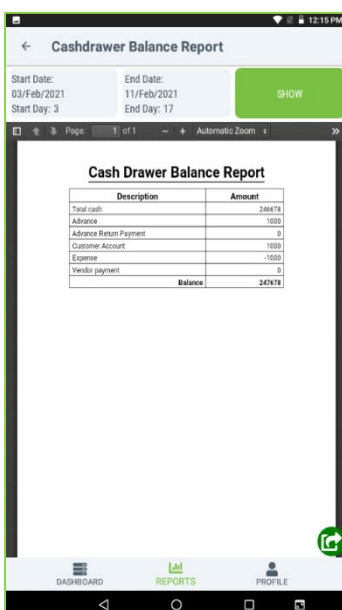 12:15 PM
Cashdrawer Balance Report
Start Date: End Date:
03/Feb/2021 11/Feb/2021 SHOW
Start Day: 3 End Day: 17
Page: 1 of 1 − + Automatic Zoom
Cash Drawer Balance Report
Description Amount
Total cash 246678
Advance 1000
Advance Return Payment 0
Customer Account 1000
Expense -1000
Vendor payment 0
Balance 247678
DASHBOARD REPORTS PROFILE